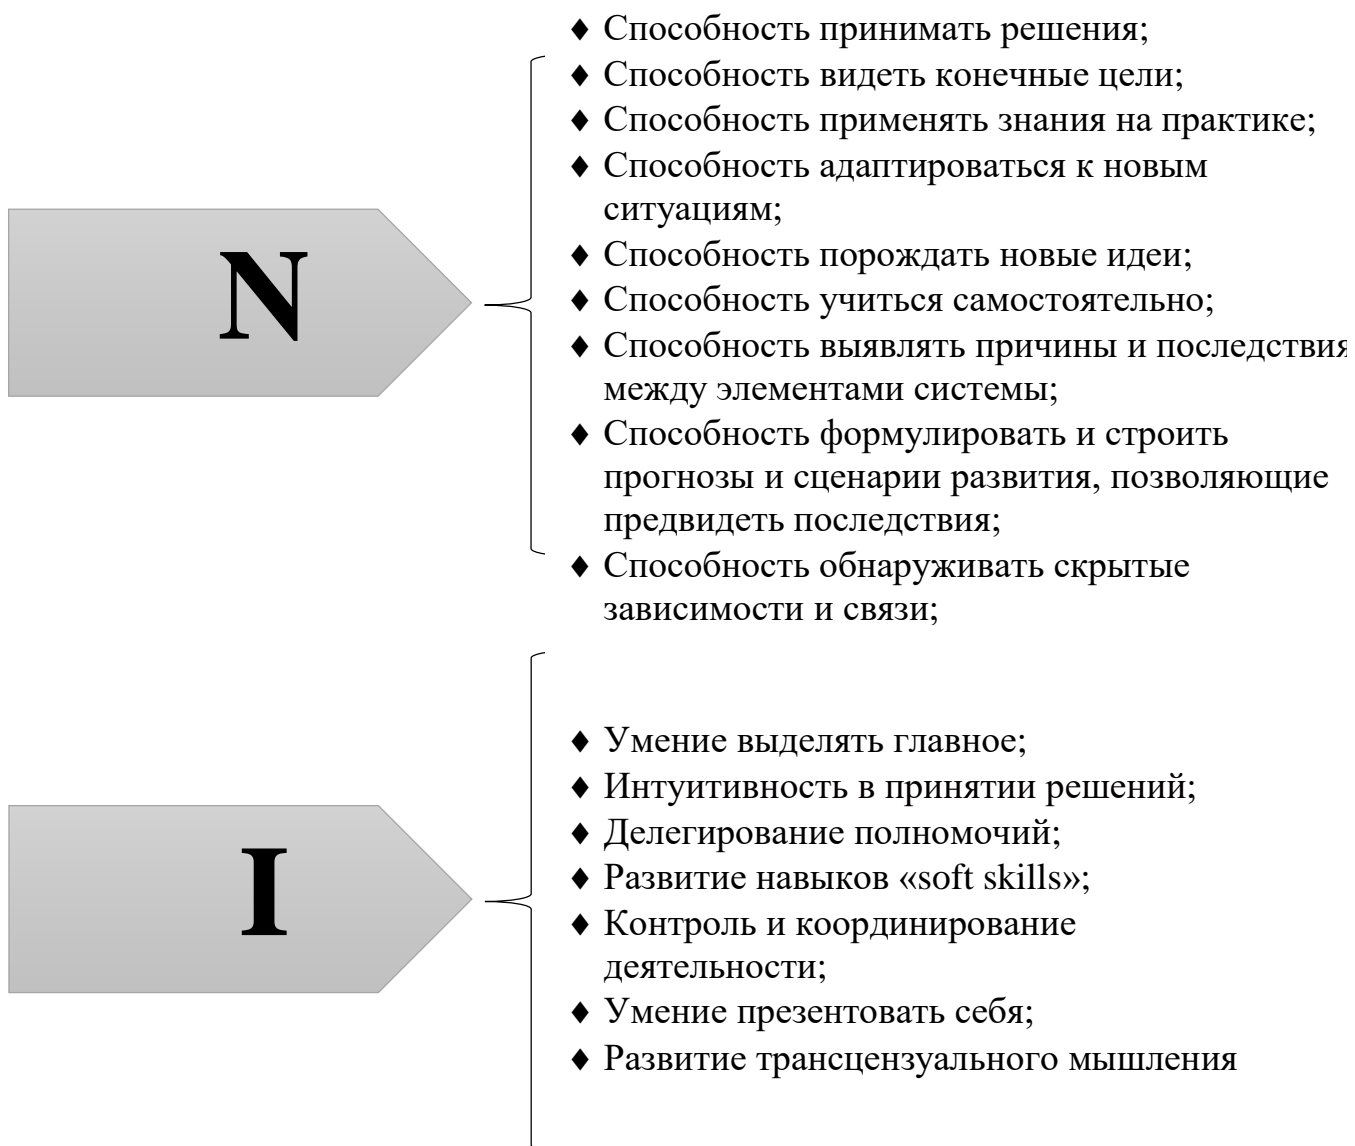 ♦ Способность принимать решения;
♦ Способность видеть конечные цели;
♦ Способность применять знания на практике;
♦ Способность адаптироваться к новым
ситуациям;
N
♦ Способность порождать новые идеи;
♦ Способность учиться самостоятельно;
♦ Способность выявлять причины и последствия
между элементами системы;
♦ Способность формулировать и строить
прогнозы и сценарии развития, позволяющие
предвидеть последствия;
♦ Способность обнаруживать скрытые
зависимости и связи;
I
♦ Умение выделять главное;
♦ Интуитивность в принятии решений;
♦ Делегирование полномочий;
♦ Развитие навыков «soft skills»;
♦ Контроль и координирование
деятельности;
♦ Умение презентовать себя;
♦ Развитие трансцензуального мышления